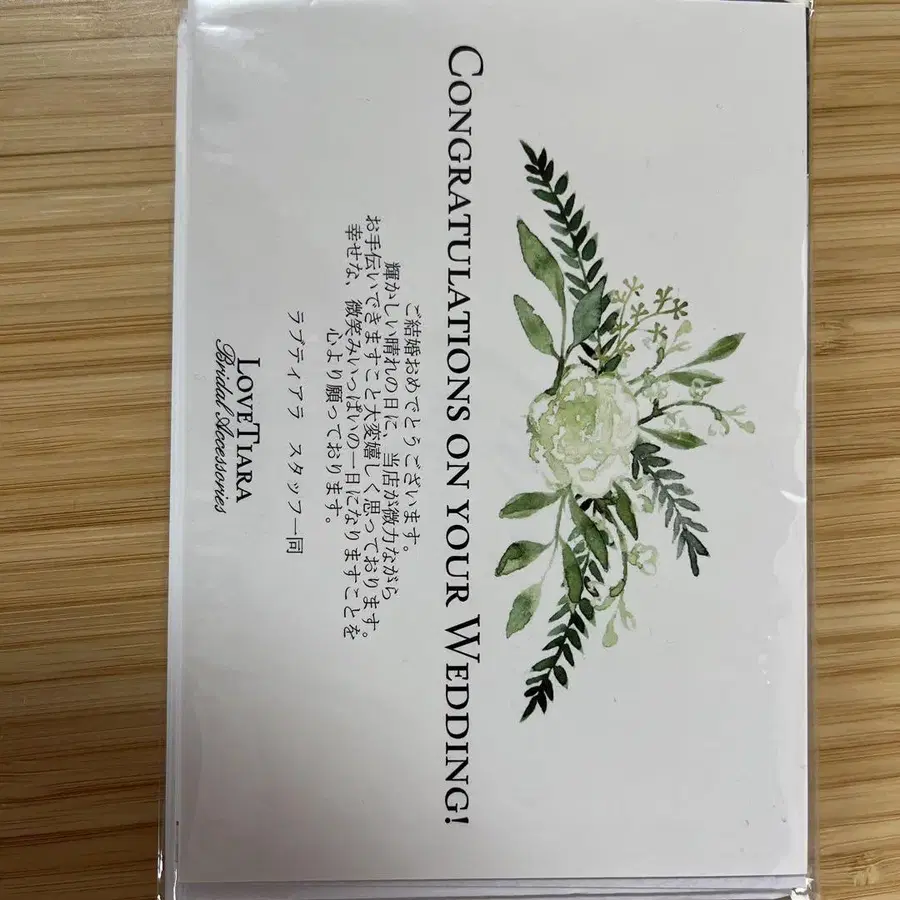 CONGRATULATIONS ON YOUR WEDDING!
ご結婚おめでとうございます。
輝かしい晴れの日に、当店が微力ながら
お手伝いできますこと大変嬉しく思っております。
幸せな、微笑みいっぱいの一日になりますことを
心より願っております。
ラブティアラ スタッフ一同
LOVETIARA
Bridal Accessories